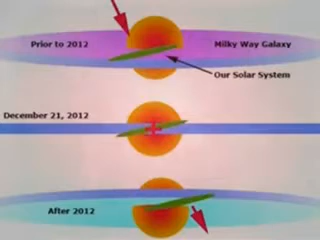 Prior to 2012
Milky Way Galaxy
Our Solar System
December 21, 2012
After 2012